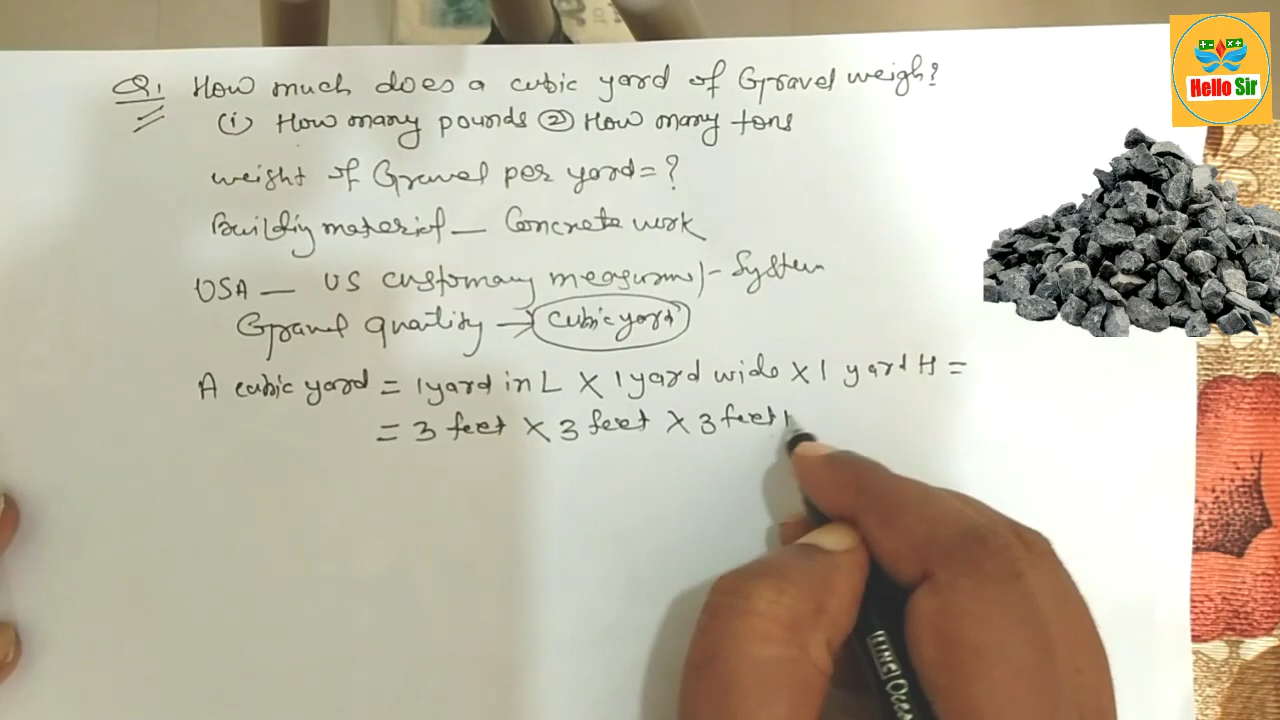 Q1. How much does a cubic yard of Gravel weigh?
(i) How many pounds ② How many tons
weight of Gravel per yard = ?
Building material — Concrete work
USA — US customary measurment - System
Gravel quantity → cubic yard
A cubic yard = 1 yard in L X 1 yard wide X 1 yard H =
= 3 feet X 3 feet X 3 feet
Hello Sir